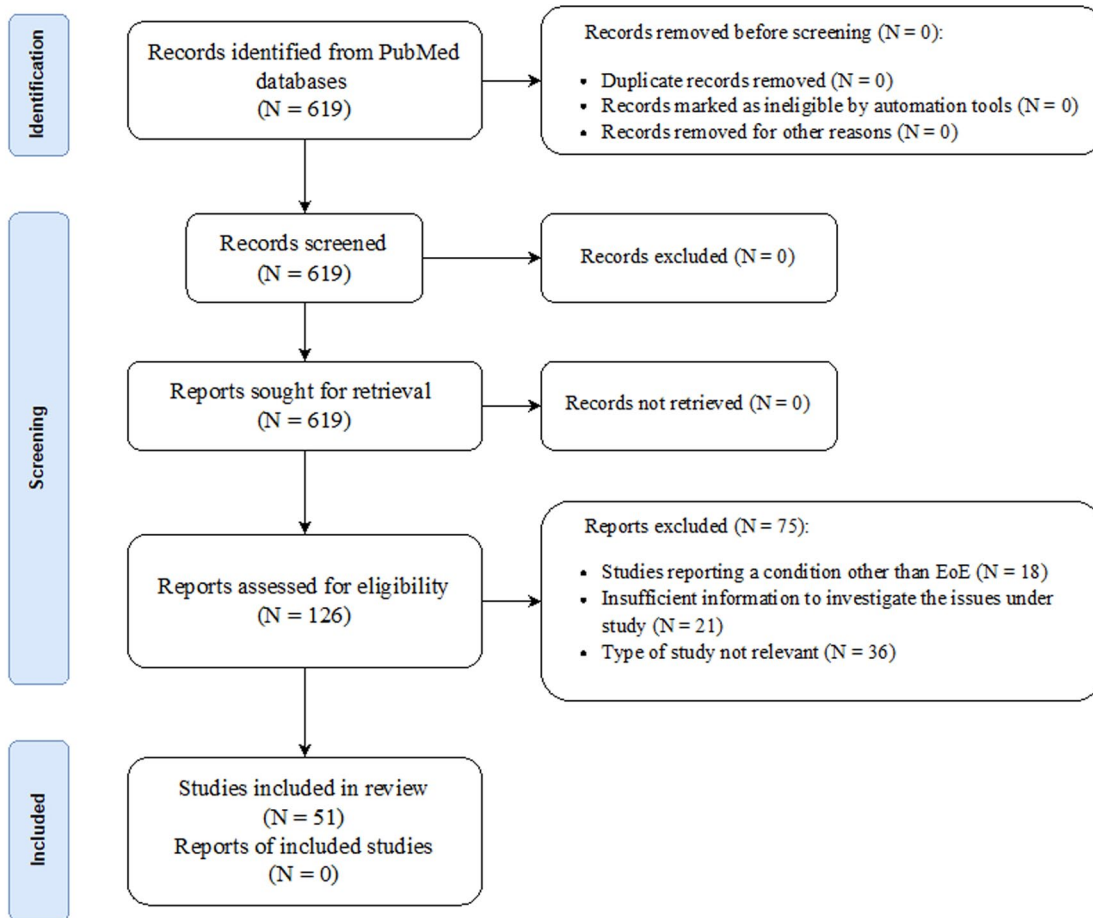 Identification
Records identified from PubMed
databases
(N = 619)
Records removed before screening (N = 0):
• Duplicate records removed (N = 0)
• Records marked as ineligible by automation tools (N = 0)
• Records removed for other reasons (N = 0)
Screening
Records screened
(N = 619)
Records excluded (N = 0)
Reports sought for retrieval
(N = 619)
Records not retrieved (N = 0)
Reports assessed for eligibility
(N = 126)
Reports excluded (N = 75):
• Studies reporting a condition other than EoE (N = 18)
• Insufficient information to investigate the issues under
study (N = 21)
• Type of study not relevant (N = 36)
Included
Studies included in review
(N = 51)
Reports of included studies
(N = 0)